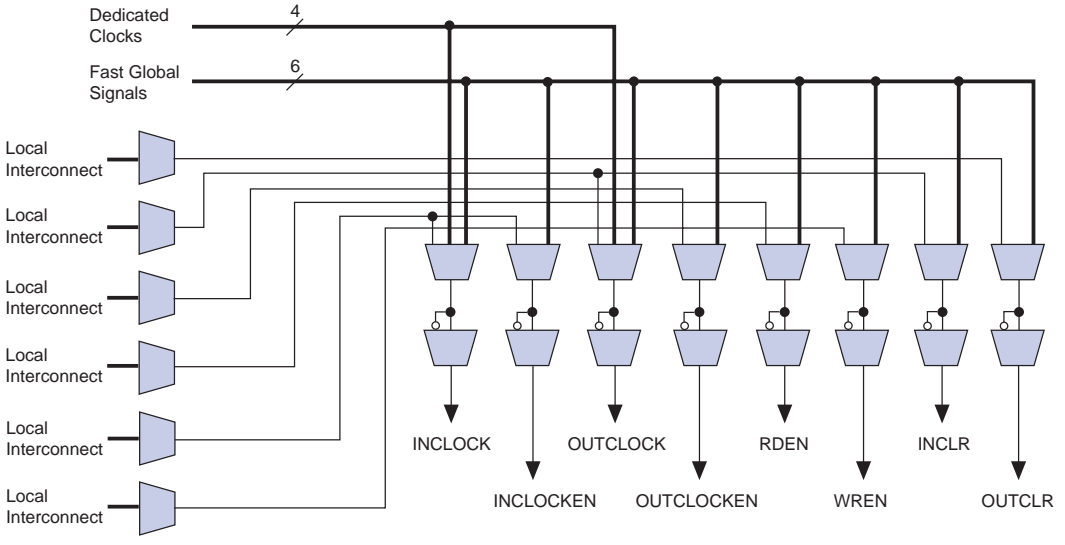 Dedicated
Clocks
4
Fast Global
Signals
6
Local
Interconnect
Local
Interconnect
Local
Interconnect
Local
Interconnect
Local
Interconnect
Local
Interconnect
INCLOCK
OUTCLOCK
RDEN
INCLR
INCLOCKEN
OUTCLOCKEN
WREN
OUTCLR